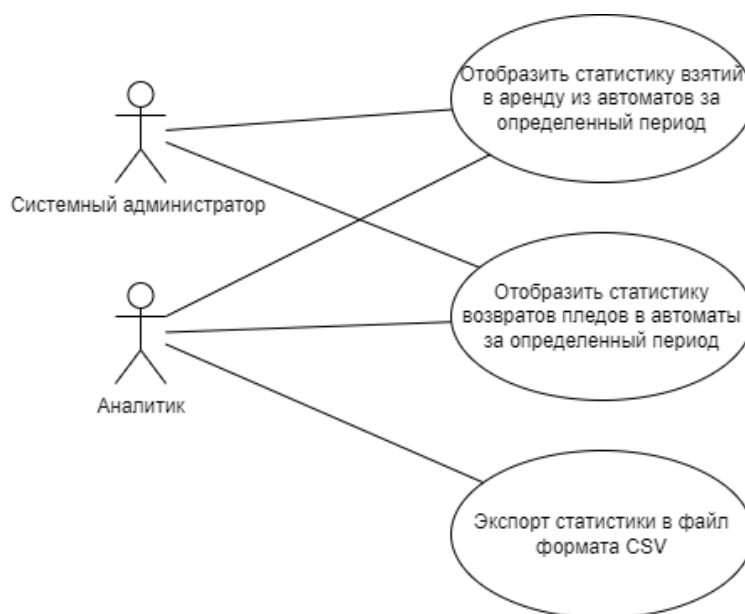 Отобразить статистику взятий
в аренду из автоматов за
определенный период
Системный администратор
Отобразить статистику
возвратов пледов в автоматы
за определенный период
Аналитик
Экспорт статистики в файл
формата CSV